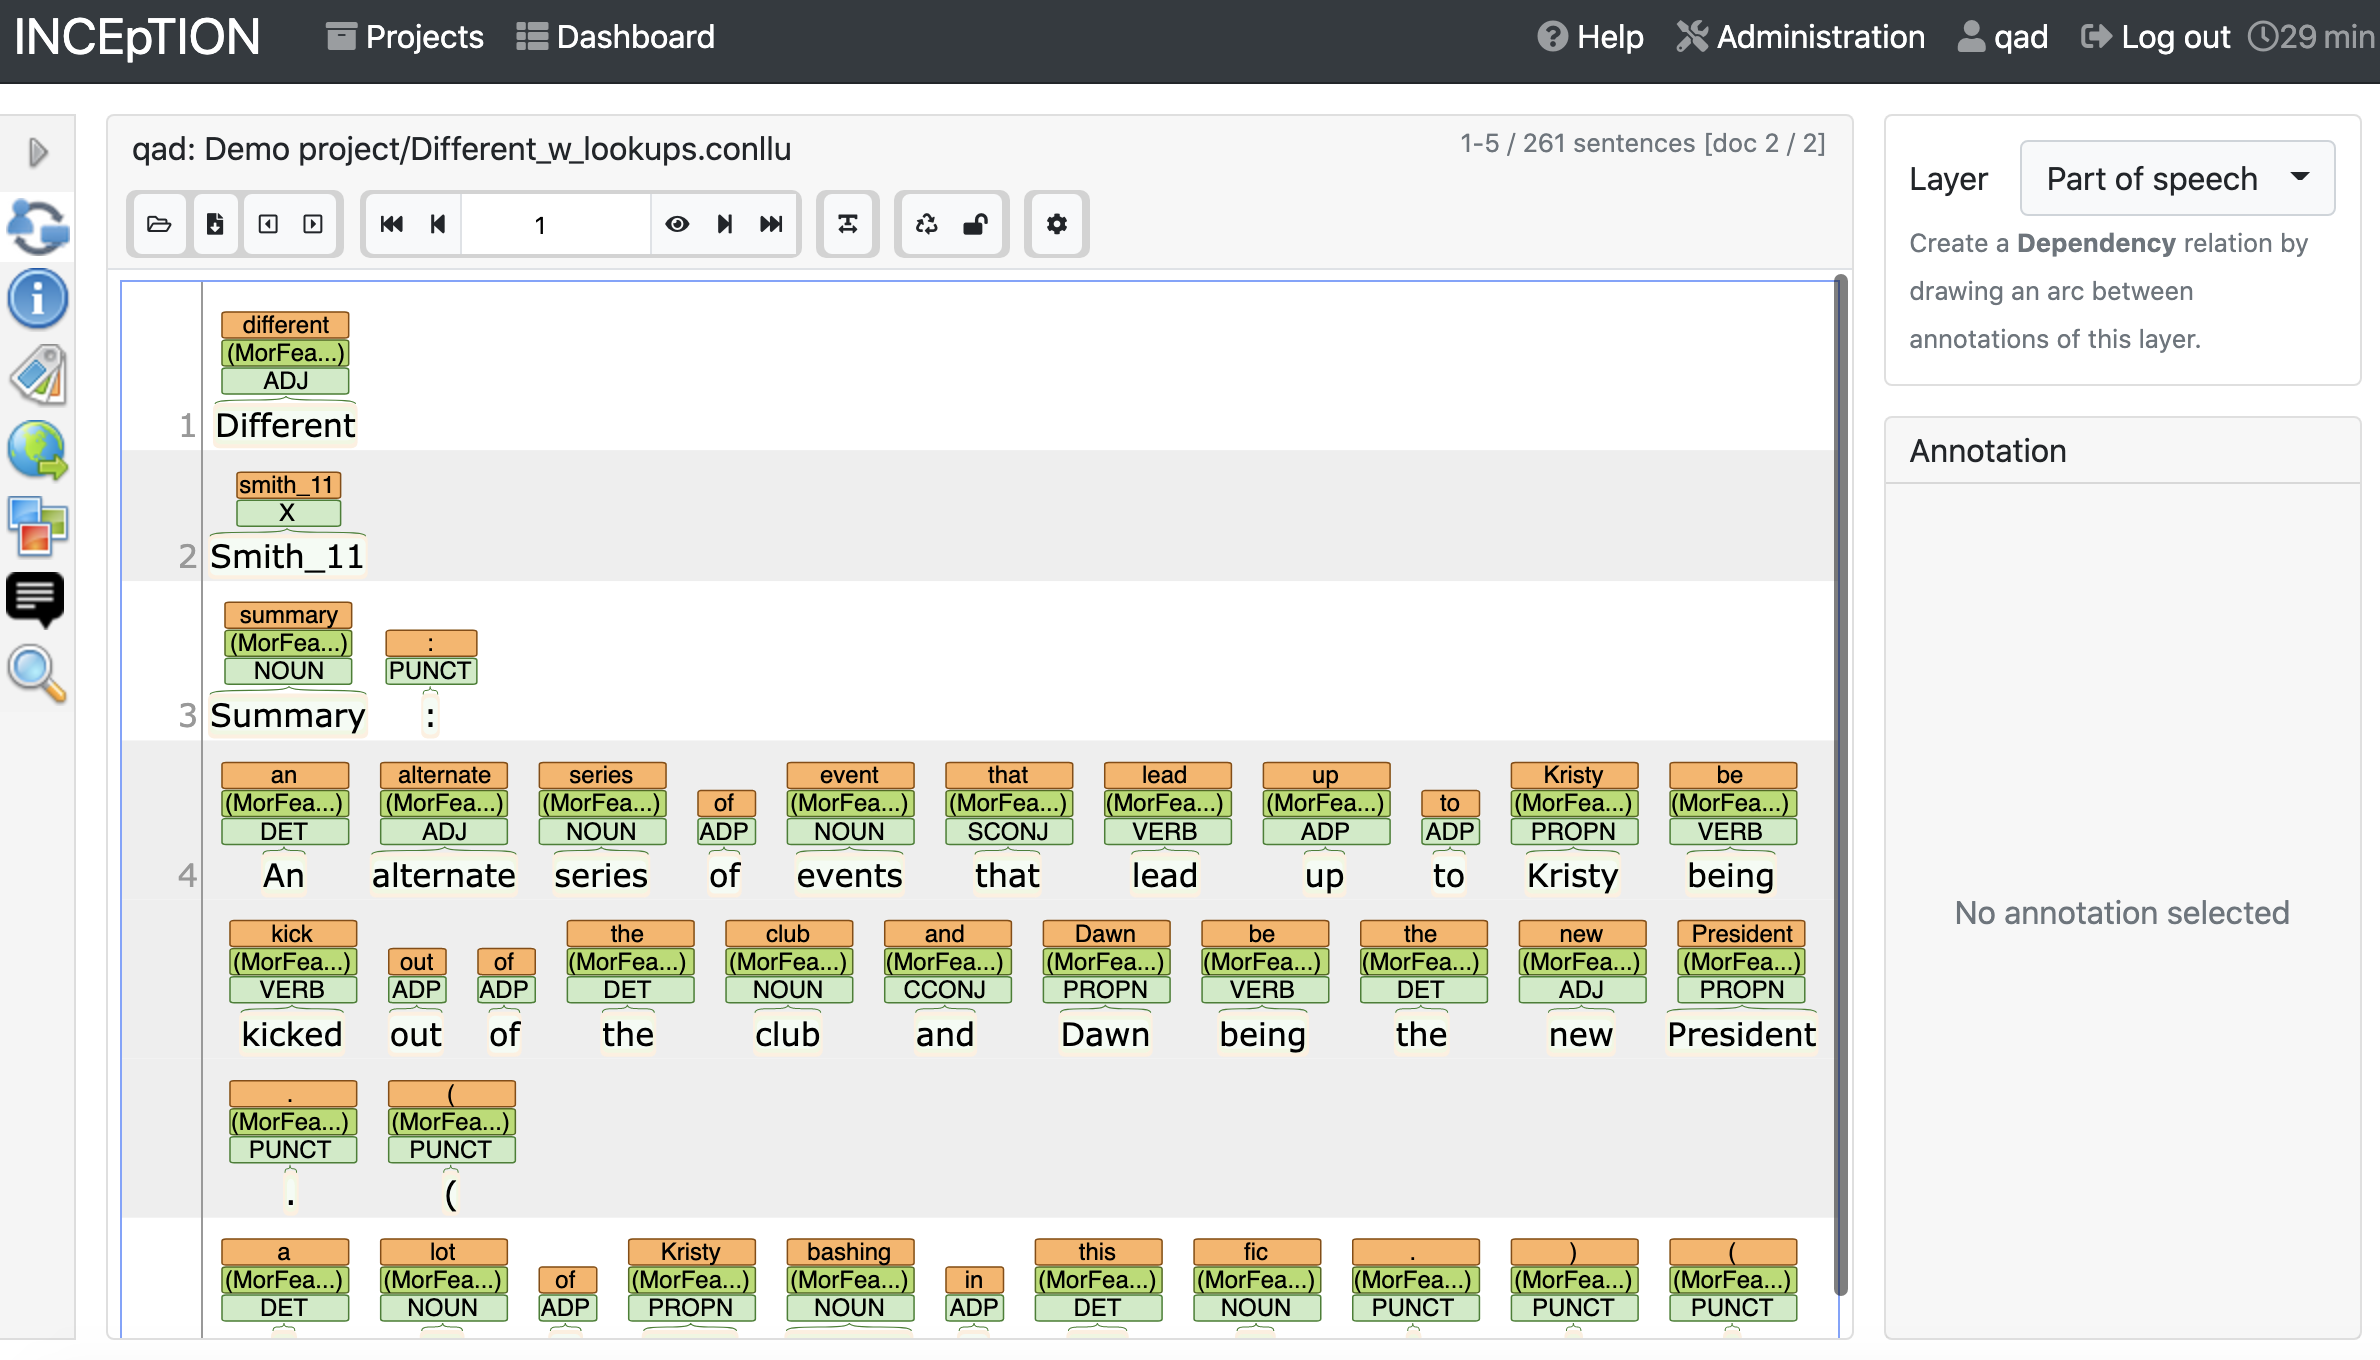 INCEpTION Projects Dashboard Help Administration qad Log out 29 min
qad: Demo project/Different_w_lookups.conllu 1-5 / 261 sentences [doc 2 / 2]
1
different
(MorFea...)
ADJ
1 Different
smith_11
X
2 Smith_11
summary
(MorFea...) :
NOUN PUNCT
3 Summary :
an alternate series event that lead up Kristy be
(MorFea...) (MorFea...) (MorFea...) of (MorFea...) (MorFea...) (MorFea...) (MorFea...) to (MorFea...) (MorFea...)
DET ADJ NOUN ADP NOUN SCONJ VERB ADP ADP PROPN VERB
4 An alternate series of events that lead up to Kristy being
kick the club and Dawn be the new President
(MorFea...) out of (MorFea...) (MorFea...) (MorFea...) (MorFea...) (MorFea...) (MorFea...) (MorFea...) (MorFea...)
VERB ADP ADP DET NOUN CCONJ PROPN VERB DET ADJ PROPN
kicked out of the club and Dawn being the new President
. (
(MorFea...) (MorFea...)
PUNCT PUNCT
. (
a lot Kristy bashing this fic . ) (
(MorFea...) (MorFea...) of (MorFea...) (MorFea...) in (MorFea...) (MorFea...) (MorFea...) (MorFea...) (MorFea...)
DET NOUN ADP PROPN NOUN ADP DET NOUN PUNCT PUNCT PUNCT
Layer Part of speech
Create a Dependency relation by
drawing an arc between
annotations of this layer.
Annotation
No annotation selected